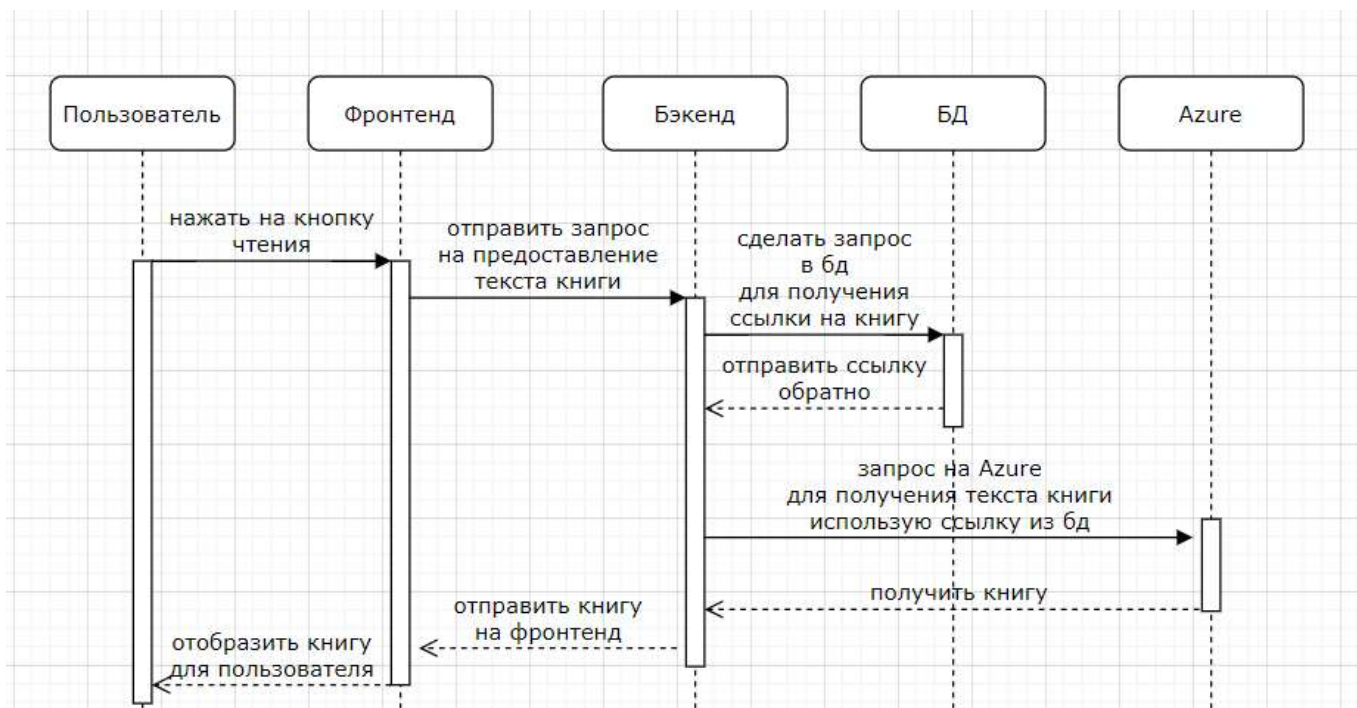 Пользователь
Фронтенд
Бэкенд
БД
Azure
нажать на кнопку
чтения
отправить запрос
на предоставление
текста книги
сделать запрос
в бд
для получения
ссылки на книгу
отправить ссылку
обратно
запрос на Azure
для получения текста книги
использую ссылку из бд
получить книгу
отправить книгу
на фронтенд
отобразить книгу
для пользователя